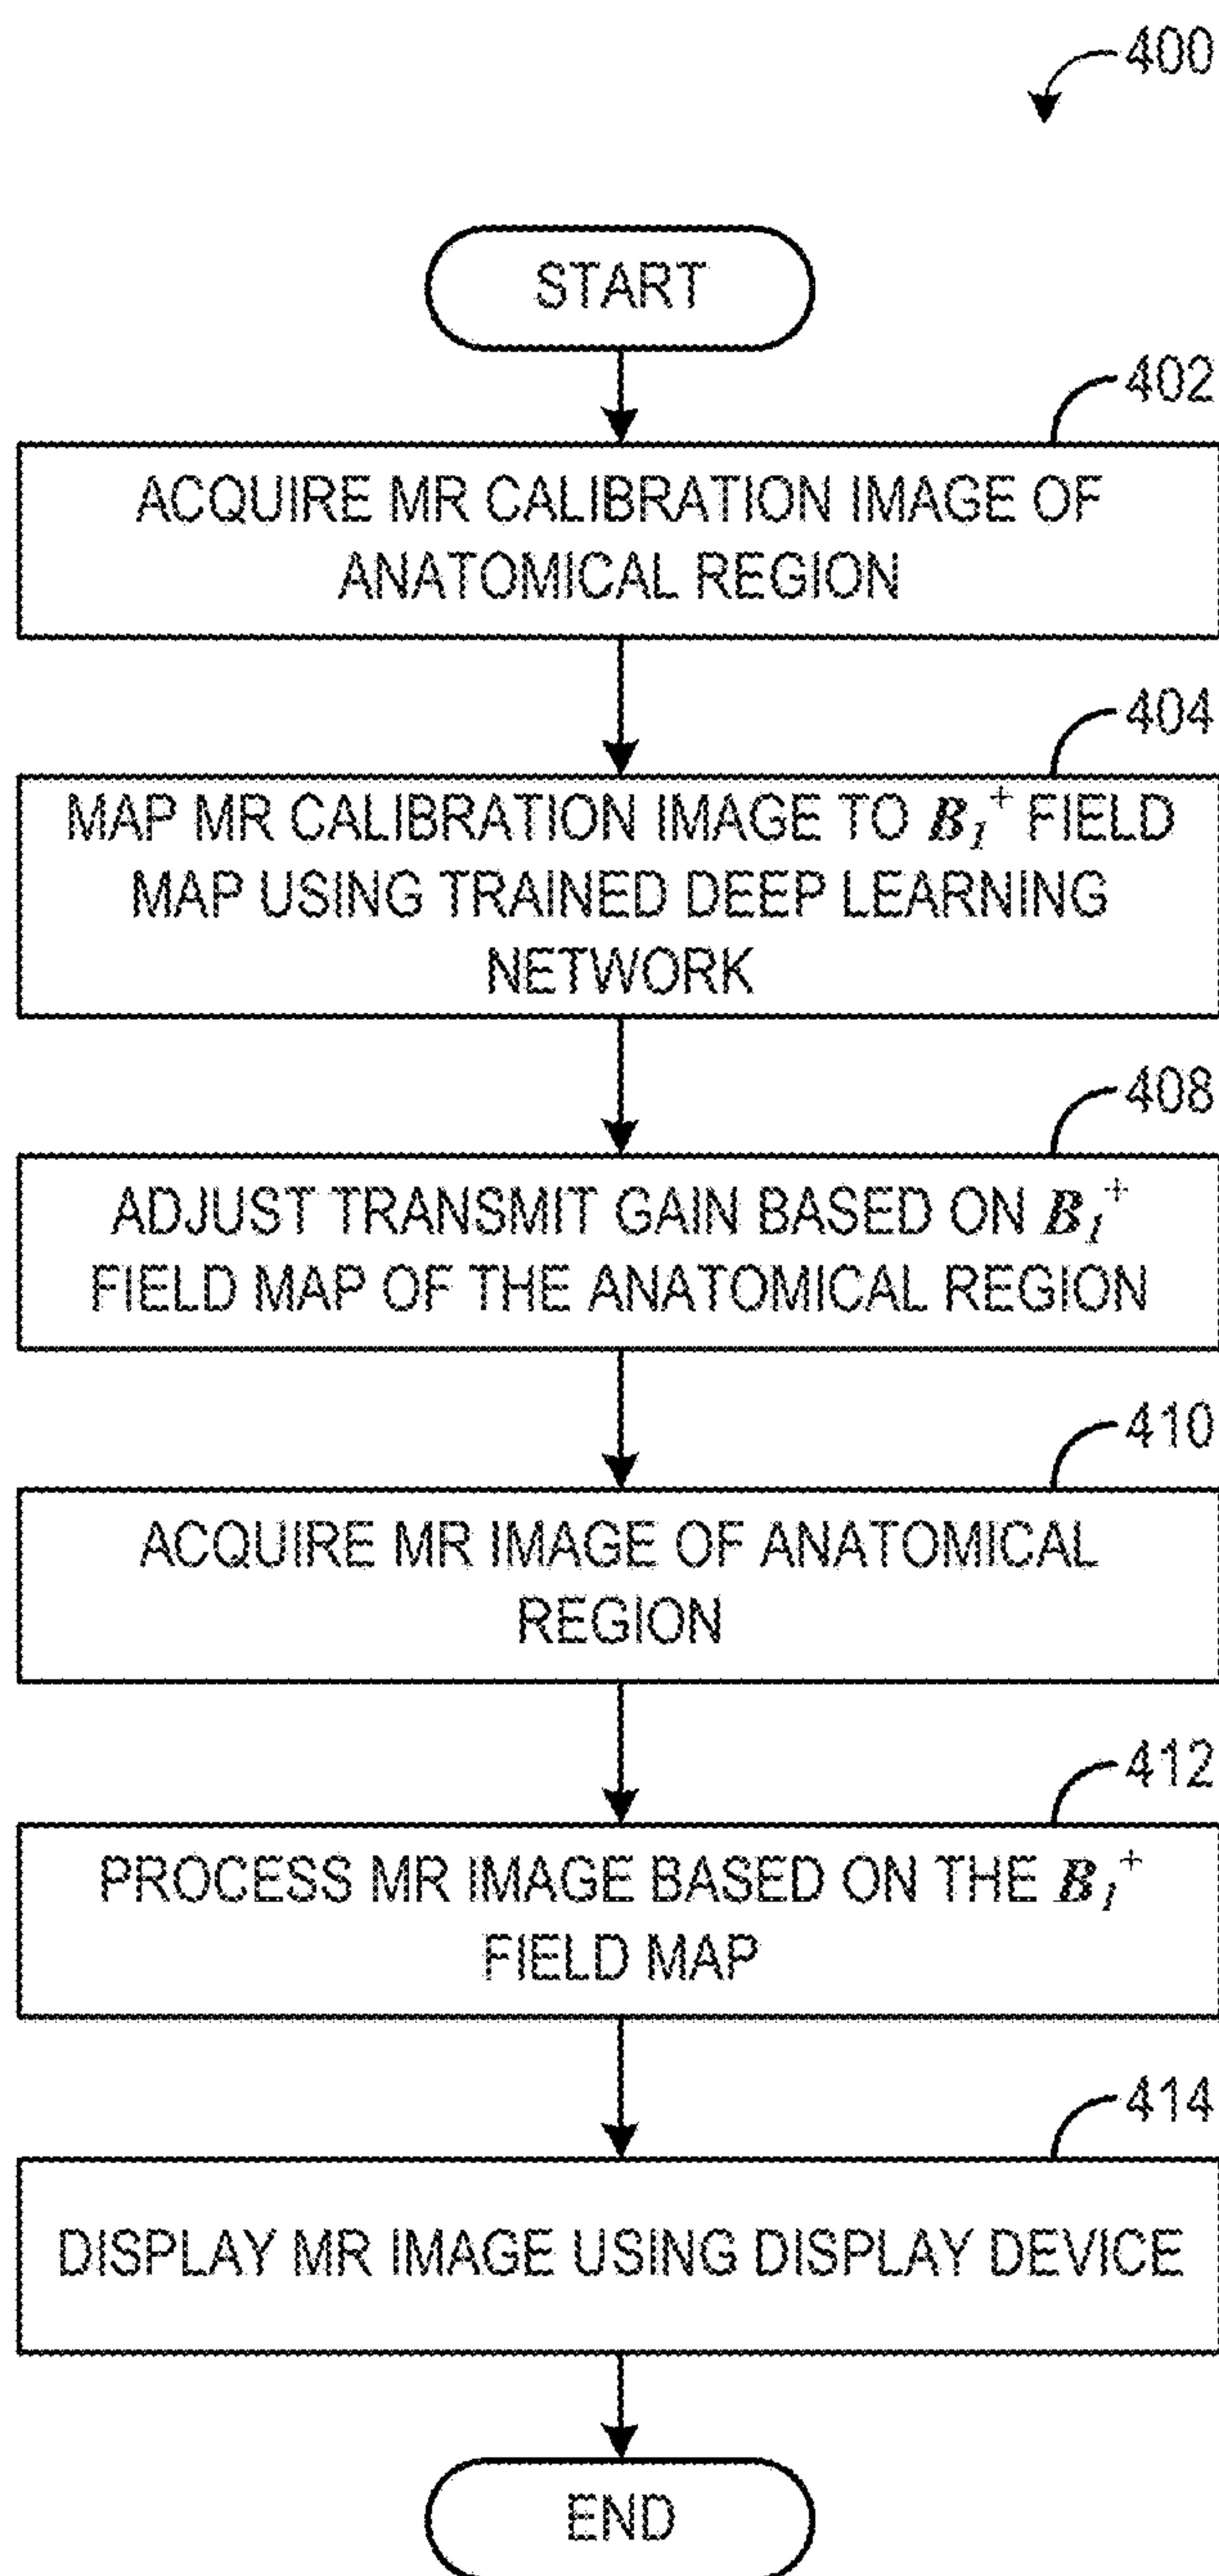 400
START
402
ACQUIRE MR CALIBRATION IMAGE OF
ANATOMICAL REGION
404
MAP MR CALIBRATION IMAGE TO B₁⁺ FIELD
MAP USING TRAINED DEEP LEARNING
NETWORK
408
ADJUST TRANSMIT GAIN BASED ON B₁⁺
FIELD MAP OF THE ANATOMICAL REGION
410
ACQUIRE MR IMAGE OF ANATOMICAL
REGION
412
PROCESS MR IMAGE BASED ON THE B₁⁺
FIELD MAP
414
DISPLAY MR IMAGE USING DISPLAY DEVICE
END